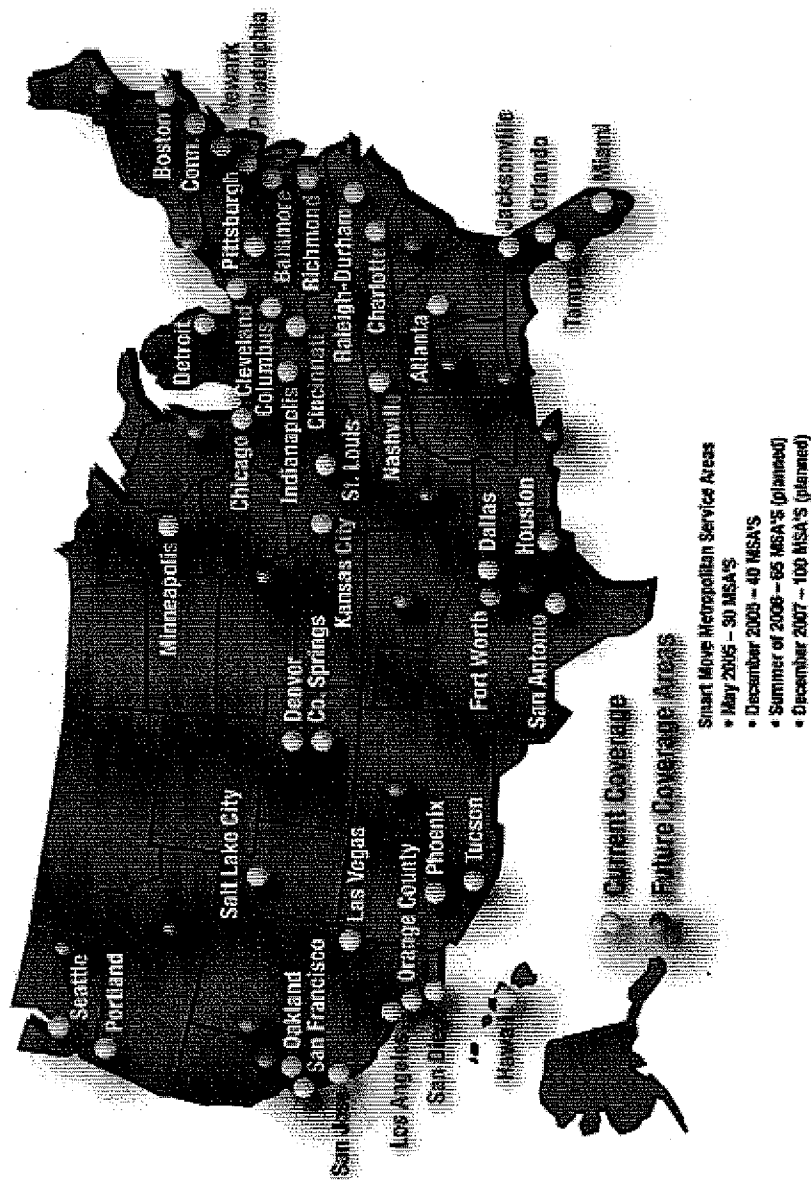 Seattle
Portland
Oakland
San Francisco
San Jose
Los Angeles
Orange County
San Diego
Las Vegas
Salt Lake City
Phoenix
Tucson
Denver
Co. Springs
Minneapolis
Kansas City
St. Louis
Fort Worth
Dallas
San Antonio
Houston
Chicago
Detroit
Cleveland
Columbus
Indianapolis
Cincinnati
Nashville
Atlanta
Pittsburgh
Baltimore
Richmond
Raleigh-Durham
Charlotte
Boston
Conn.
Newark
Philadelphia
Jacksonville
Orlando
Tampa
Miami
Hawaii
Current Coverage
Future Coverage Areas
Smart Move Metropolitan Service Areas
• May 2005 – 30 MSA'S
• December 2005 – 40 MSA'S
• Summer of 2006 – 65 MSA'S (planned)
• December 2007 – 100 MSA'S (planned)